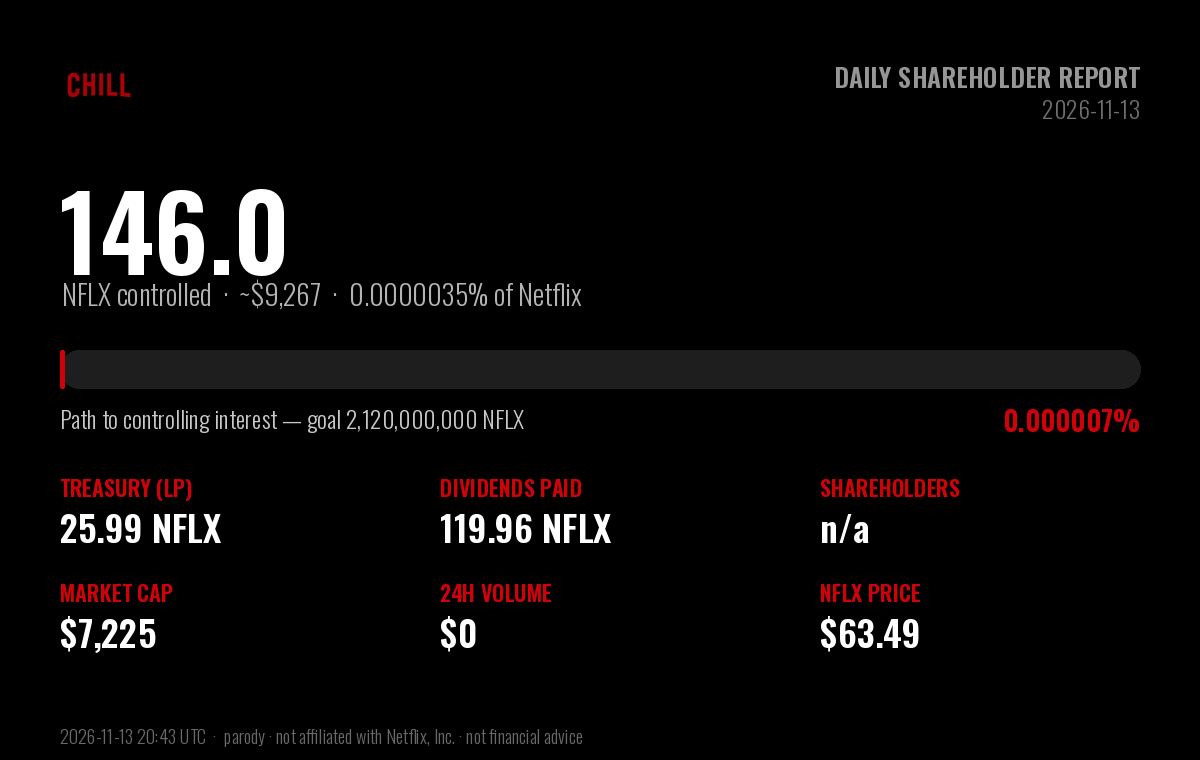 CHILL
DAILY SHAREHOLDER REPORT
2026-11-13
146.0
NFLX controlled · ~$9,267 · 0.0000035% of Netflix
Path to controlling interest — goal 2,120,000,000 NFLX
0.000007%
TREASURY (LP)
25.99 NFLX
DIVIDENDS PAID
119.96 NFLX
SHAREHOLDERS
n/a
MARKET CAP
$7,225
24H VOLUME
$0
NFLX PRICE
$63.49
2026-11-13 20:43 UTC · parody · not affiliated with Netflix, Inc. · not financial advice